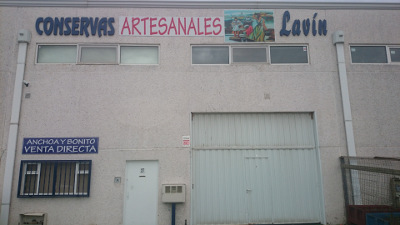 CONSERVAS ARTESANALES Lavín
ANCHOA Y BONITO
VENTA DIRECTA